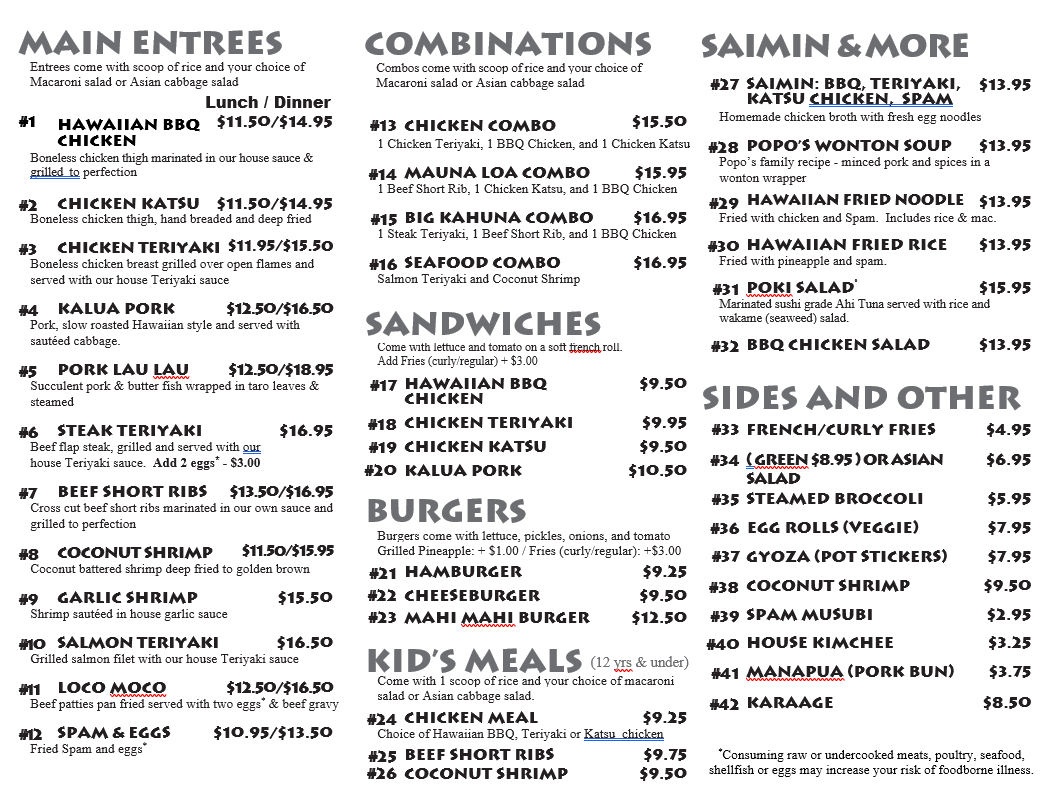 MAIN ENTREES
Entrees come with scoop of rice and your choice of
Macaroni salad or Asian cabbage salad
Lunch / Dinner
#1 HAWAIIAN BBQ $11.50/$14.95
CHICKEN
Boneless chicken thigh marinated in our house sauce &
grilled to perfection
#2 CHICKEN KATSU $11.50/$14.95
Boneless chicken thigh, hand breaded and deep fried
#3 CHICKEN TERIYAKI $11.95/$15.50
Boneless chicken breast grilled over open flames and
served with our house Teriyaki sauce
#4 KALUA PORK $12.50/$16.50
Pork, slow roasted Hawaiian style and served with
sautéed cabbage.
#5 PORK LAU LAU $12.50/$18.95
Succulent pork & butter fish wrapped in taro leaves &
steamed
#6 STEAK TERIYAKI $16.95
Beef flap steak, grilled and served with our
house Teriyaki sauce. Add 2 eggs* - $3.00
#7 BEEF SHORT RIBS $13.50/$16.95
Cross cut beef short ribs marinated in our own sauce and
grilled to perfection
#8 COCONUT SHRIMP $11.50/$15.95
Coconut battered shrimp deep fried to golden brown
#9 GARLIC SHRIMP $15.50
Shrimp sautéed in house garlic sauce
#10 SALMON TERIYAKI $16.50
Grilled salmon filet with our house Teriyaki sauce
#11 LOCO MOCO $12.50/$16.50
Beef patties pan fried served with two eggs* & beef gravy
#12 SPAM & EGGS $10.95/$13.50
Fried Spam and eggs*
COMBINATIONS
Combos come with scoop of rice and your choice of
Macaroni salad or Asian cabbage salad
#13 CHICKEN COMBO $15.50
1 Chicken Teriyaki, 1 BBQ Chicken, and 1 Chicken Katsu
#14 MAUNA LOA COMBO $15.95
1 Beef Short Rib, 1 Chicken Katsu, and 1 BBQ Chicken
#15 BIG KAHUNA COMBO $16.95
1 Steak Teriyaki, 1 Beef Short Rib, and 1 BBQ Chicken
#16 SEAFOOD COMBO $16.95
Salmon Teriyaki and Coconut Shrimp
SANDWICHES
Come with lettuce and tomato on a soft french roll.
Add Fries (curly/regular) + $3.00
#17 HAWAIIAN BBQ $9.50
CHICKEN
#18 CHICKEN TERIYAKI $9.95
#19 CHICKEN KATSU $9.50
#20 KALUA PORK $10.50
BURGERS
Burgers come with lettuce, pickles, onions, and tomato
Grilled Pineapple: + $1.00 / Fries (curly/regular): +$3.00
#21 HAMBURGER $9.25
#22 CHEESEBURGER $9.50
#23 MAHI MAHI BURGER $12.50
KID'S MEALS (12 yrs & under)
Come with 1 scoop of rice and your choice of macaroni
salad or Asian cabbage salad.
#24 CHICKEN MEAL $9.25
Choice of Hawaiian BBQ, Teriyaki or Katsu chicken
#25 BEEF SHORT RIBS $9.75
#26 COCONUT SHRIMP $9.50
SAIMIN & MORE
#27 SAIMIN: BBQ, TERIYAKI, $13.95
KATSU CHICKEN, SPAM
Homemade chicken broth with fresh egg noodles
#28 POPO'S WONTON SOUP $13.95
Popo's family recipe - minced pork and spices in a
wonton wrapper
#29 HAWAIIAN FRIED NOODLE $13.95
Fried with chicken and Spam. Includes rice & mac.
#30 HAWAIIAN FRIED RICE $13.95
Fried with pineapple and spam.
#31 POKI SALAD* $15.95
Marinated sushi grade Ahi Tuna served with rice and
wakame (seaweed) salad.
#32 BBQ CHICKEN SALAD $13.95
SIDES AND OTHER
#33 FRENCH/CURLY FRIES $4.95
#34 (GREEN $8.95) OR ASIAN $6.95
SALAD
#35 STEAMED BROCCOLI $5.95
#36 EGG ROLLS (VEGGIE) $7.95
#37 GYOZA (POT STICKERS) $7.95
#38 COCONUT SHRIMP $9.50
#39 SPAM MUSUBI $2.95
#40 HOUSE KIMCHEE $3.25
#41 MANAPUA (PORK BUN) $3.75
#42 KARAAGE $8.50
*Consuming raw or undercooked meats, poultry, seafood,
shellfish or eggs may increase your risk of foodborne illness.